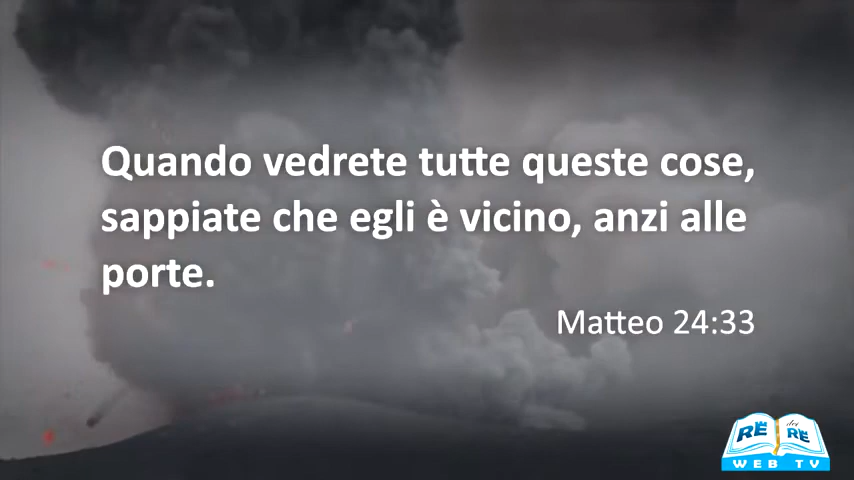 Quando vedrete tutte queste cose,
sappiate che egli è vicino, anzi alle
porte.
Matteo 24:33
RE dei RE
WEB TV